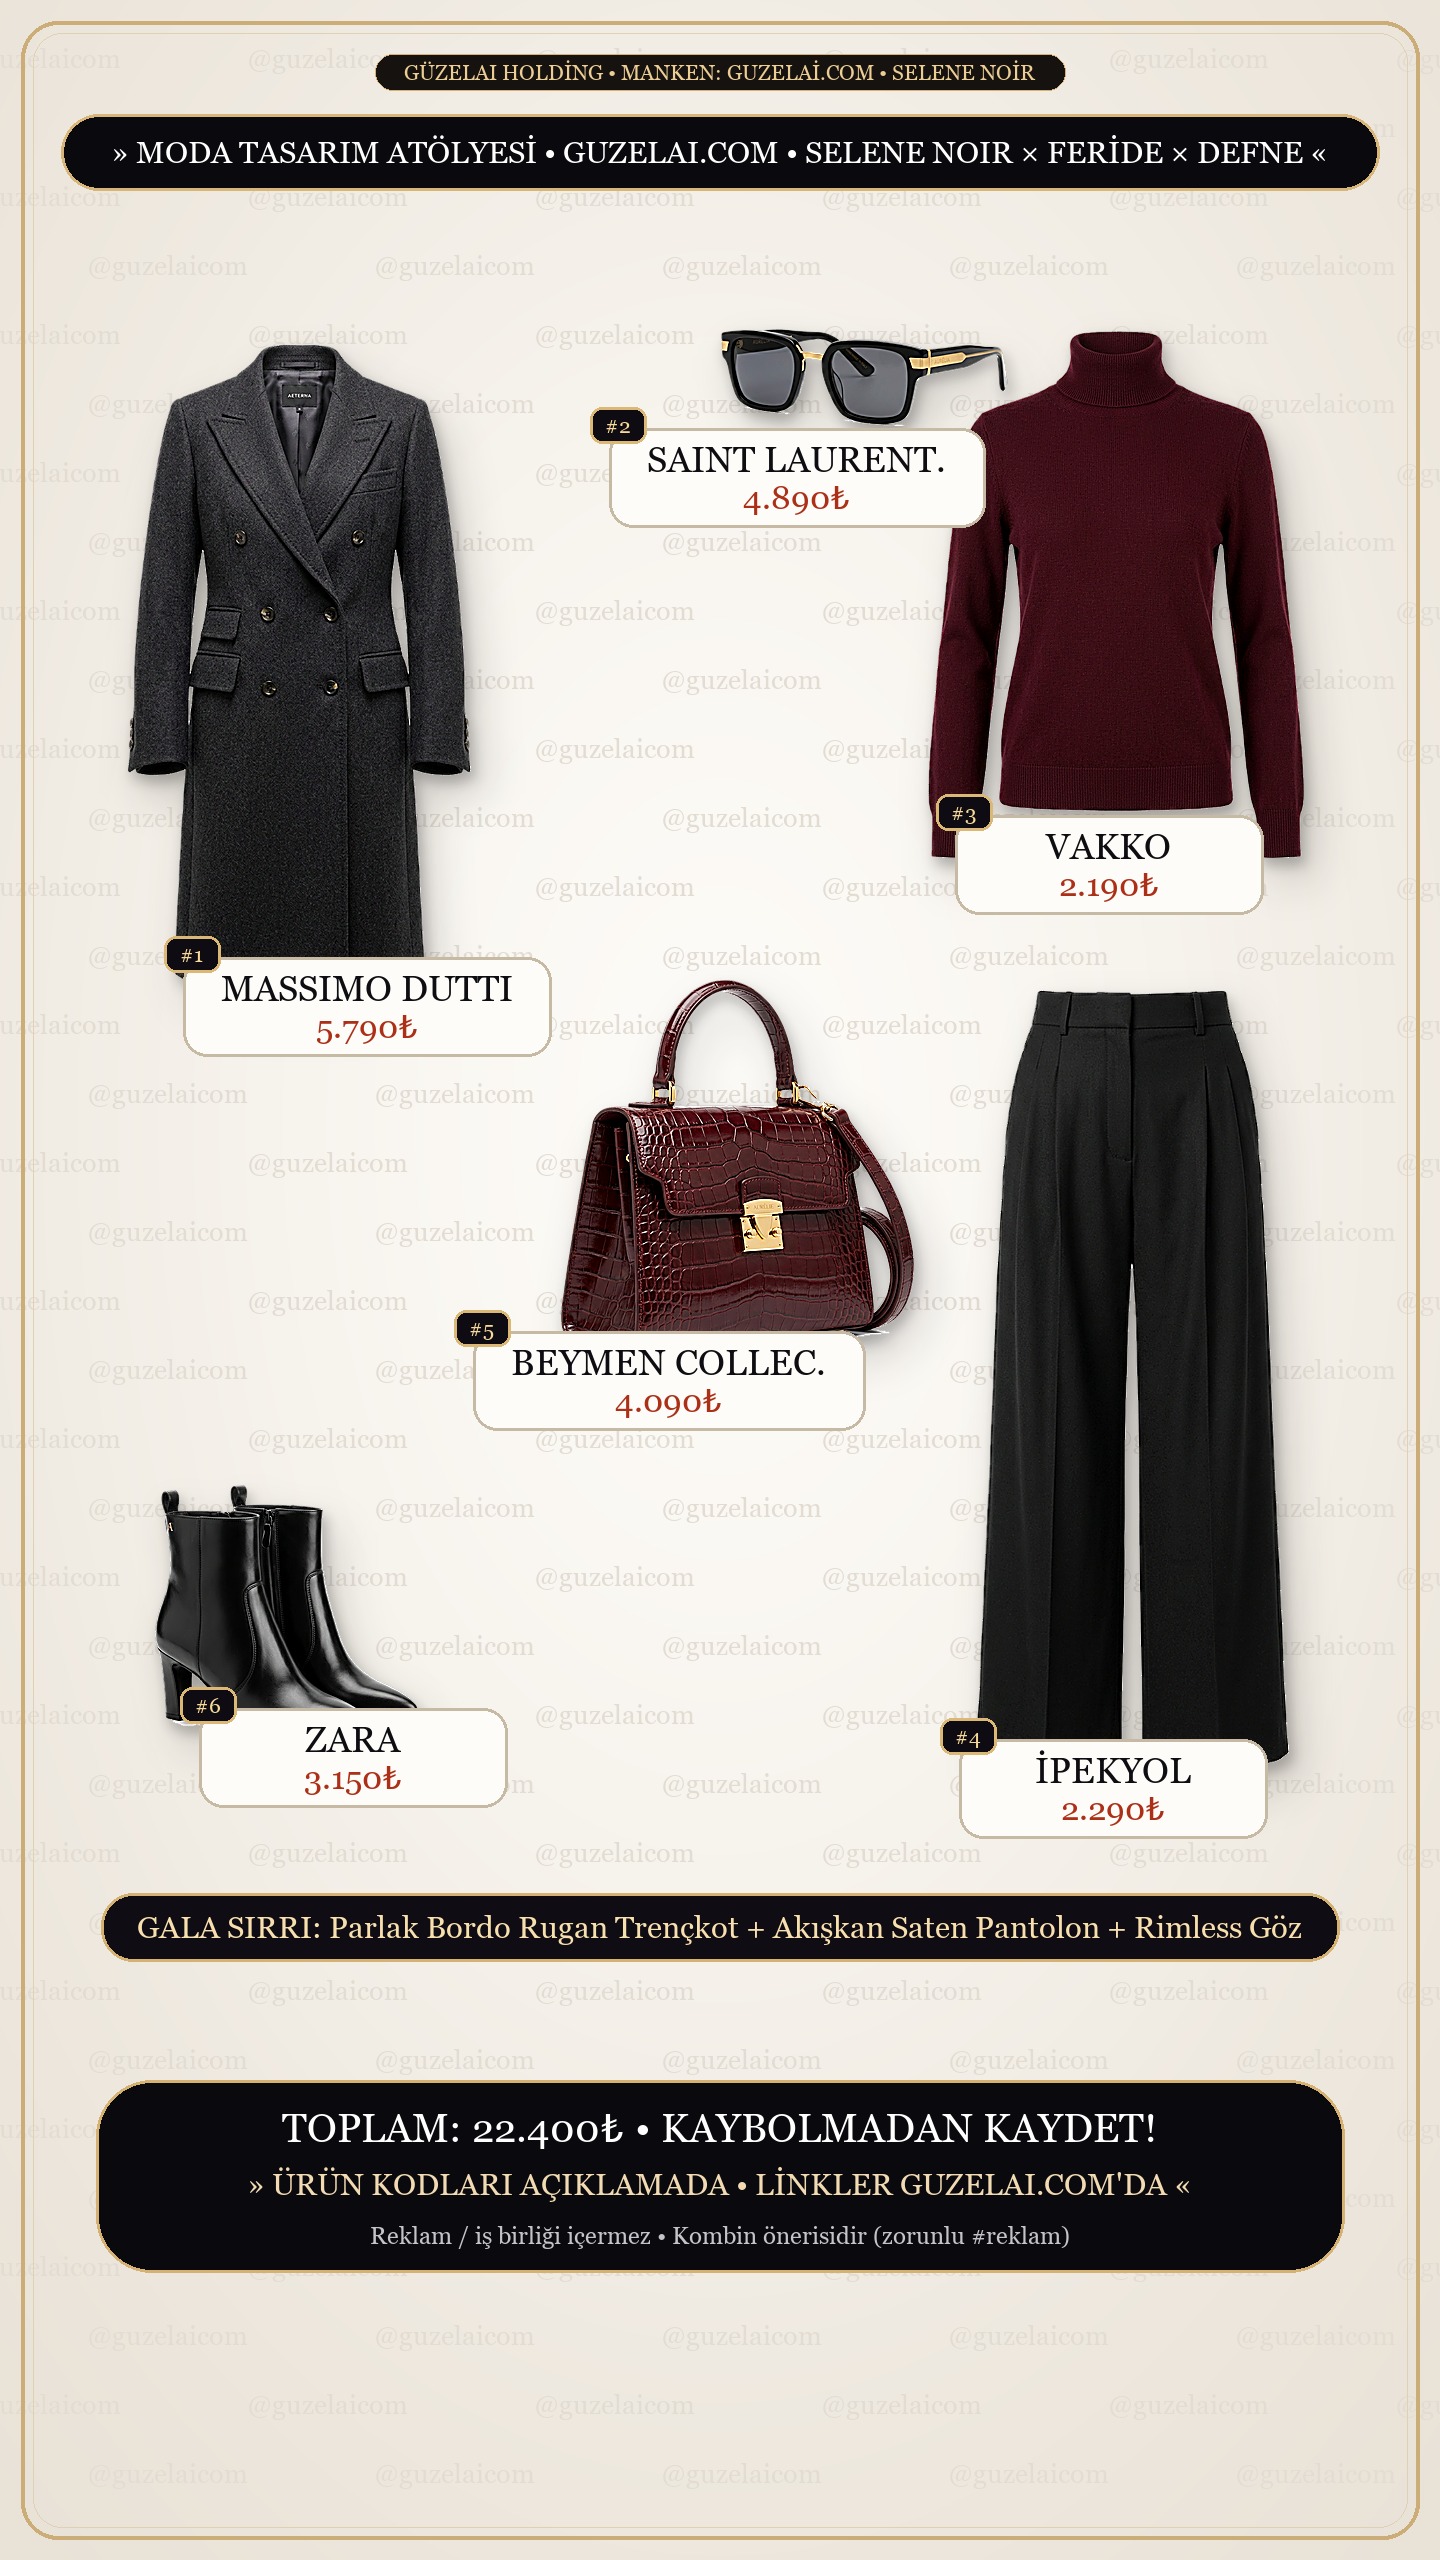 GÜZELAI HOLDİNG • MANKEN: GUZELAİ.COM • SELENE NOİR
» MODA TASARIM ATÖLYESİ • GUZELAI.COM • SELENE NOIR × FERİDE × DEFNE «
AETERNA
#2
SAINT LAURENT.
4.890₺
#3
VAKKO
2.190₺
#1
MASSIMO DUTTI
5.790₺
#5
BEYMEN COLLEC.
4.090₺
#6
ZARA
3.150₺
#4
İPEKYOL
2.290₺
GALA SIRRI: Parlak Bordo Rugan Trençkot + Akışkan Saten Pantolon + Rimless Göz
TOPLAM: 22.400₺ • KAYBOLMADAN KAYDET!
» ÜRÜN KODLARI AÇIKLAMADA • LİNKLER GUZELAI.COM'DA «
Reklam / iş birliği içermez • Kombin önerisidir (zorunlu #reklam)
@guzelaicom